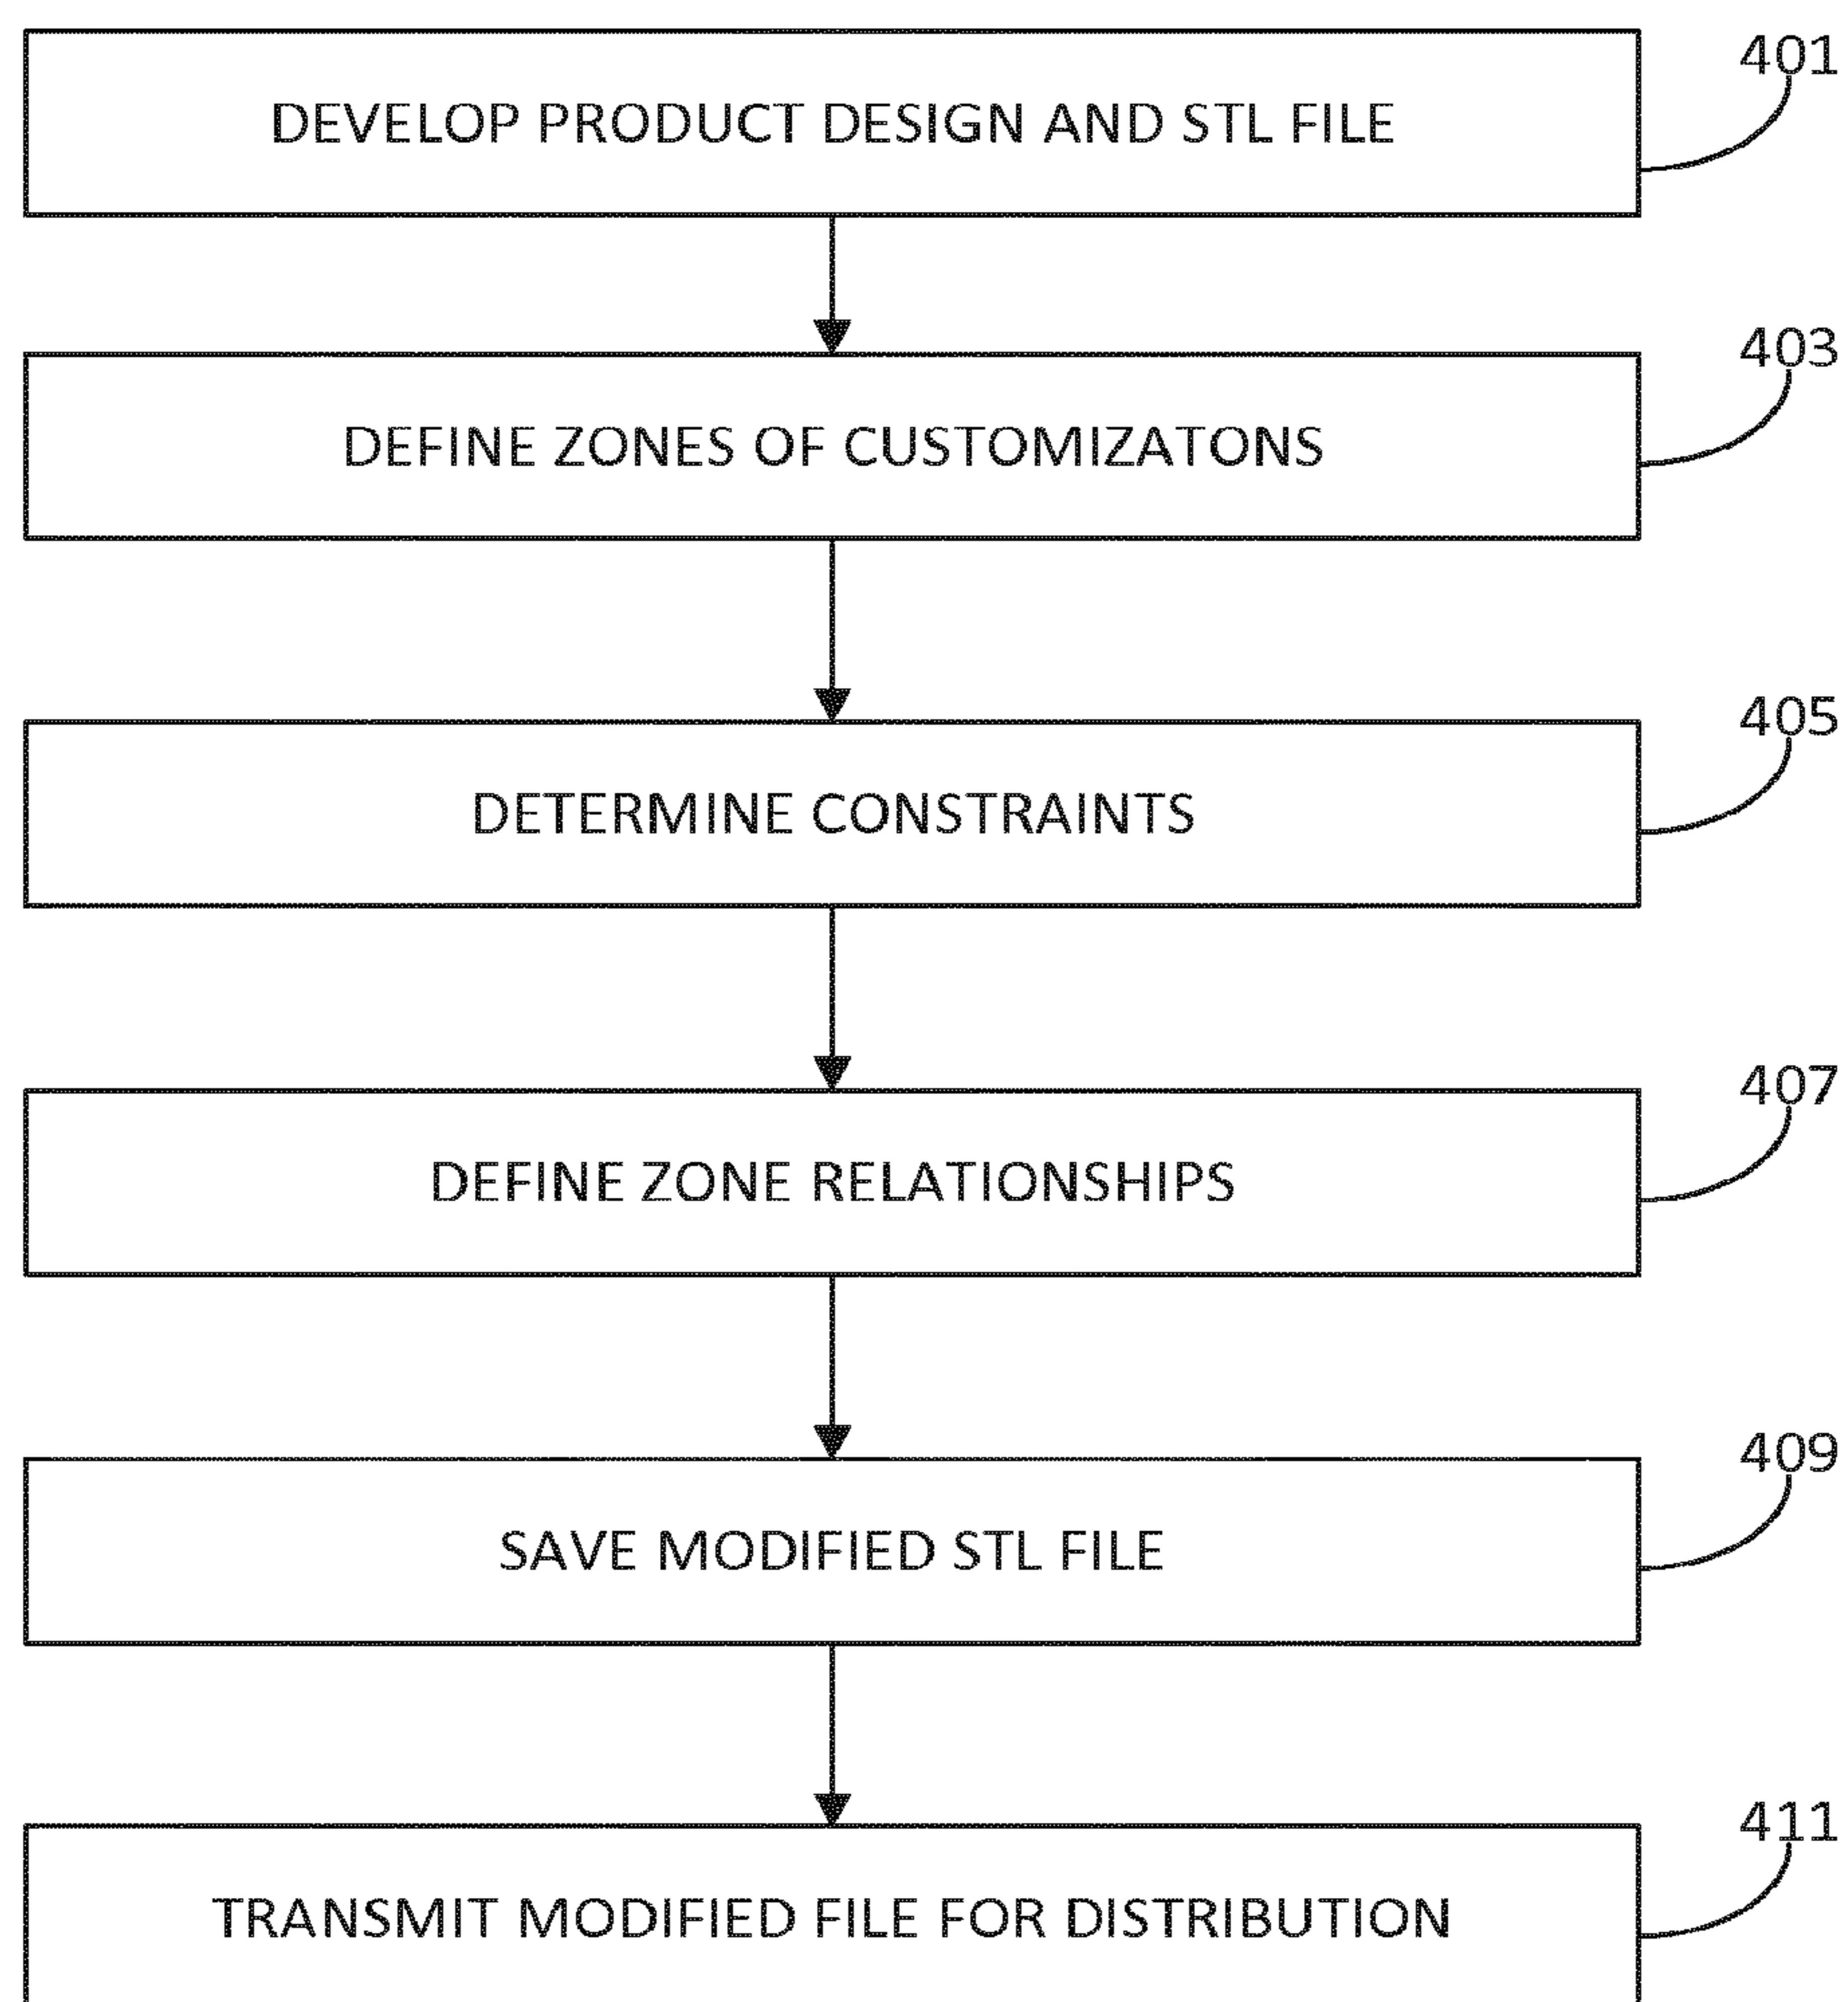 401
DEVELOP PRODUCT DESIGN AND STL FILE
403
DEFINE ZONES OF CUSTOMIZATONS
405
DETERMINE CONSTRAINTS
407
DEFINE ZONE RELATIONSHIPS
409
SAVE MODIFIED STL FILE
411
TRANSMIT MODIFIED FILE FOR DISTRIBUTION